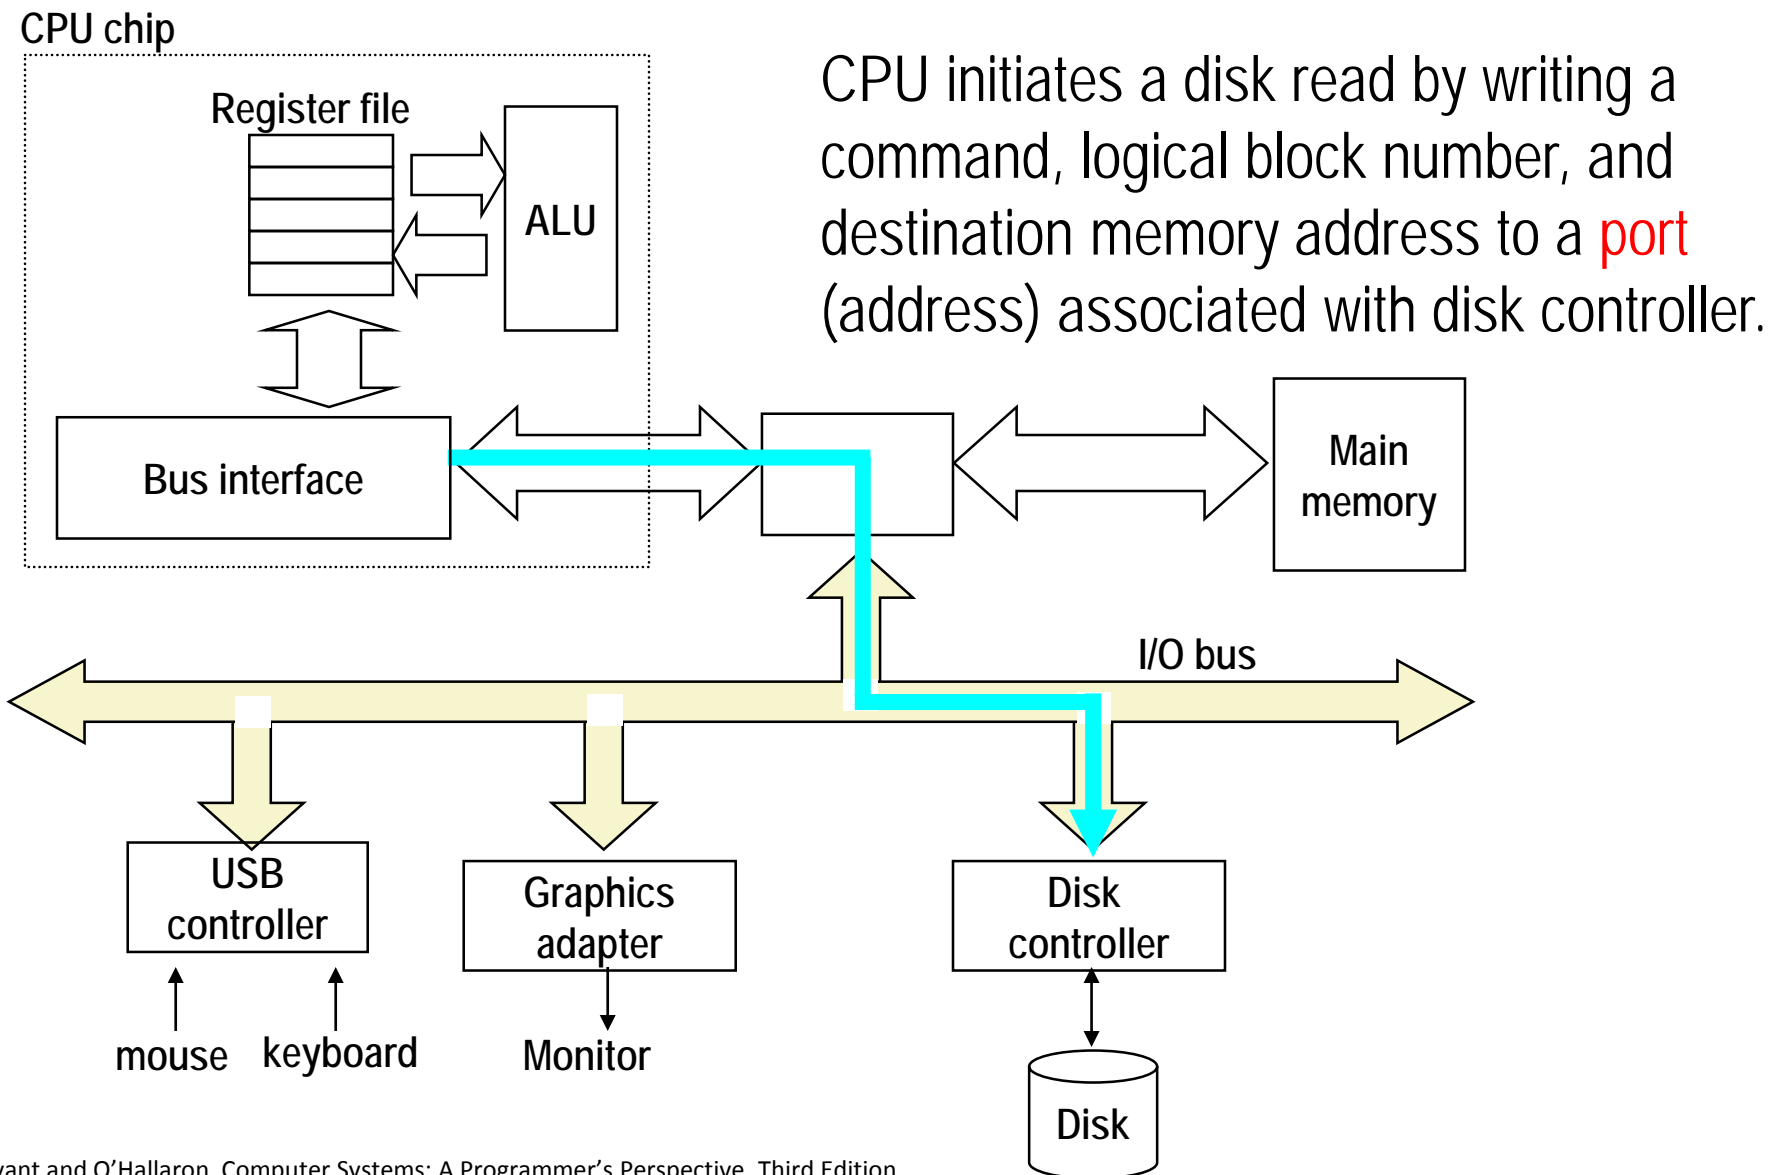 CPU chip
CPU initiates a disk read by writing a
command, logical block number, and
destination memory address to a port
(address) associated with disk controller.
Register file
ALU
Bus interface
Main
memory
I/O bus
USB
controller
Graphics
adapter
Disk
controller
mouse
keyboard
Monitor
Disk
and O'Hallaron, Computer Systems: A Programmer's Perspective, Third Edition